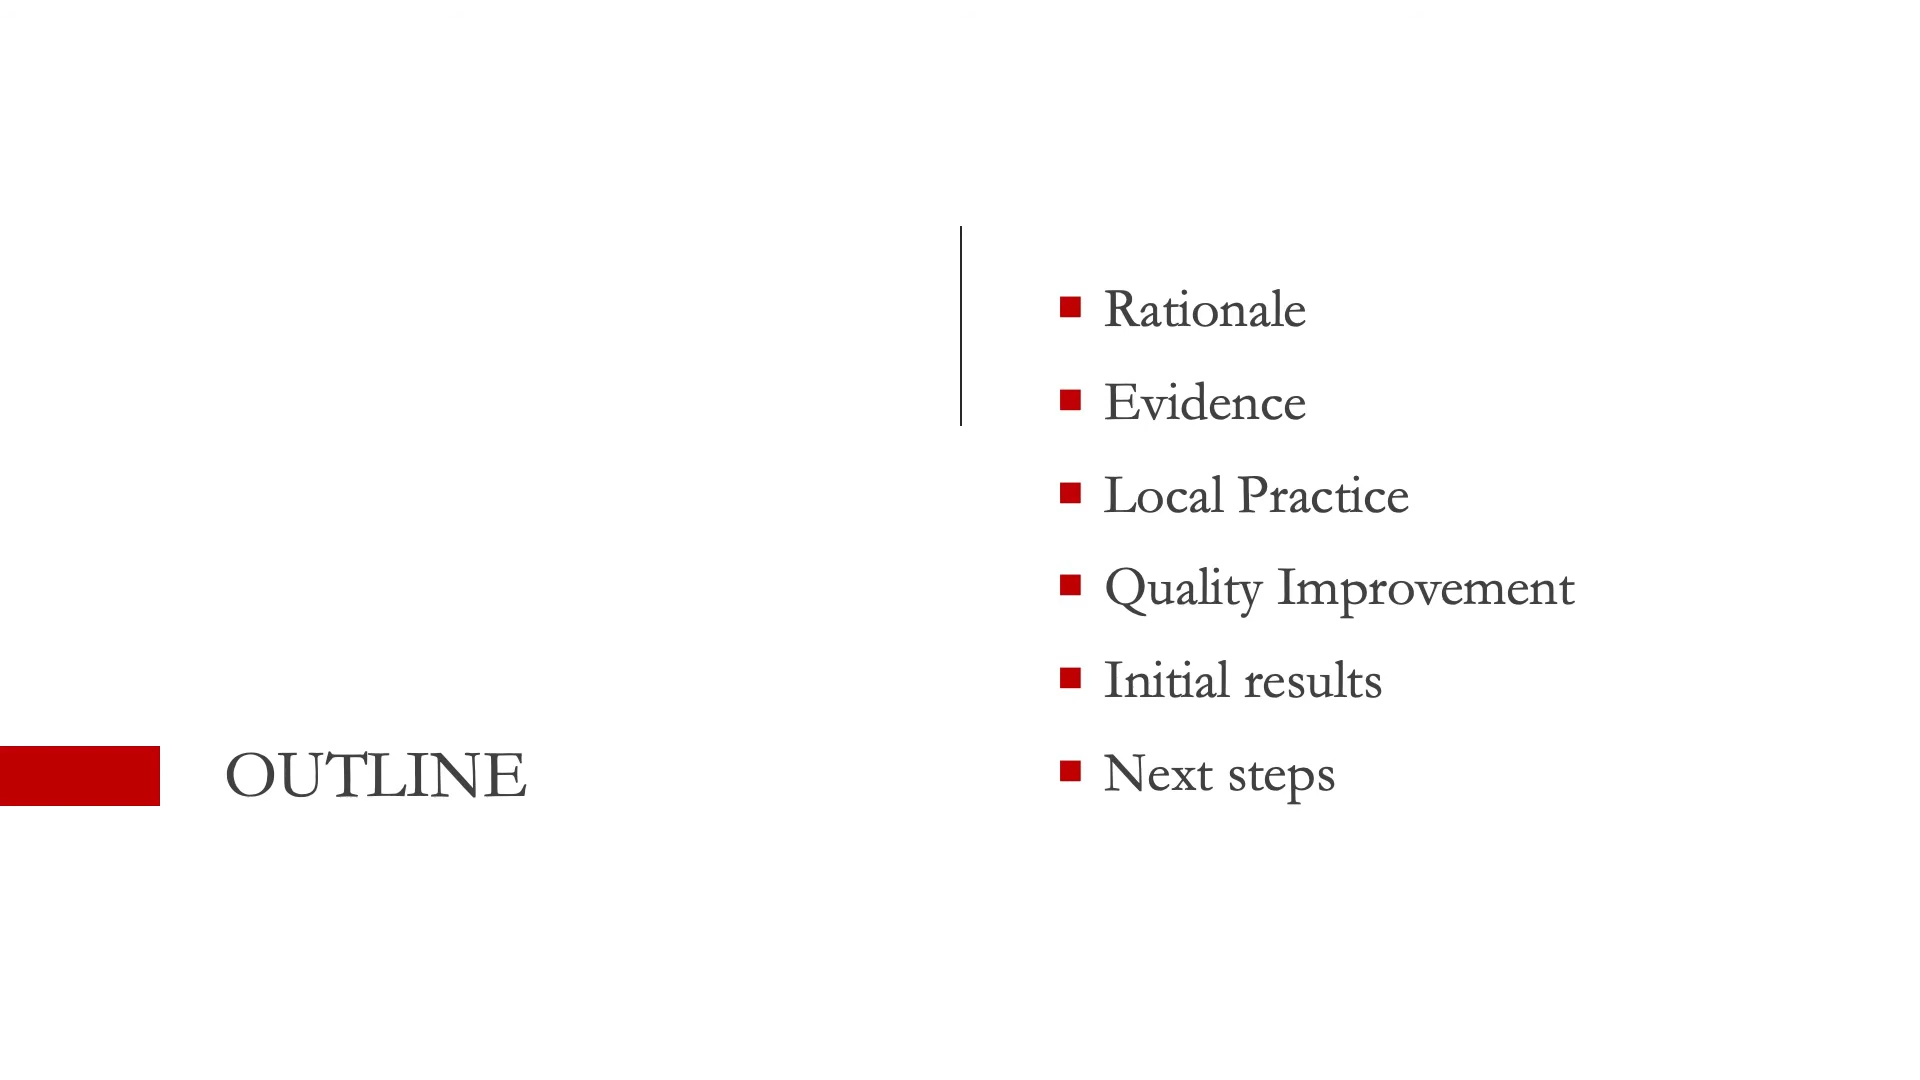 OUTLINE
Rationale
Evidence
Local Practice
Quality Improvement
Initial results
Next steps